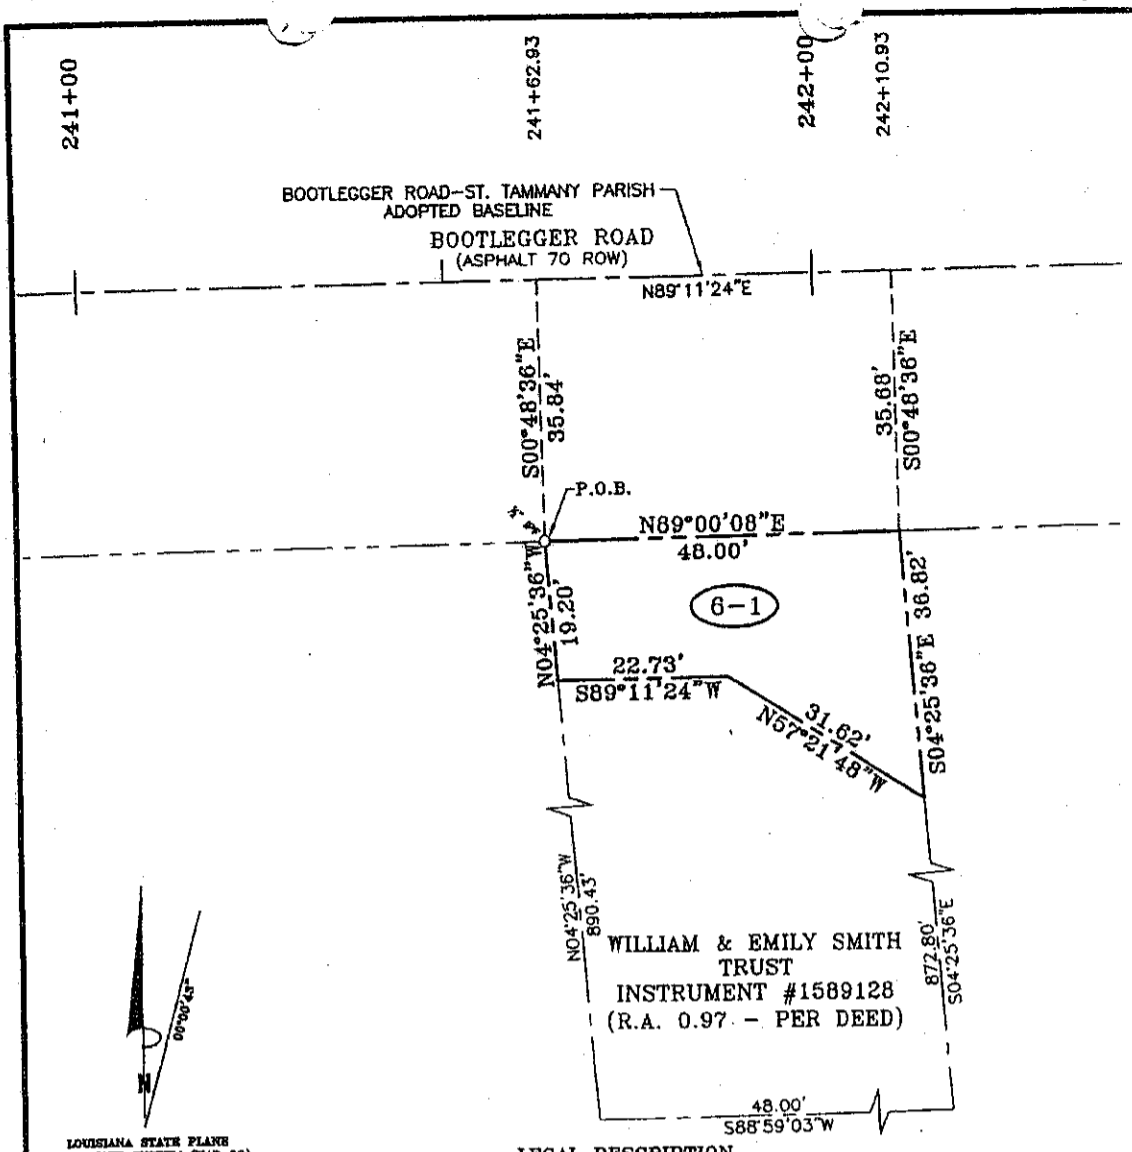 241+00
241+62.93
242+00
242+10.93
BOOTLEGGER ROAD-ST. TAMMANY PARISH
ADOPTED BASELINE
BOOTLEGGER ROAD
(ASPHALT 70 ROW)
N89°11'24"E
S00°48'36"E
35.84'
35.68'
S00°48'36"E
P.O.B.
N89°00'08"E
48.00'
N04°25'36"W
19.20'
6-1
S04°25'36"E 36.82'
22.73'
S89°11'24"W
31.62'
N57°21'48"W
N04°25'36"W
890.43'
872.80'
S04°25'36"E
WILLIAM & EMILY SMITH
TRUST
INSTRUMENT #1589128
(R.A. 0.97 - PER DEED)
00°00'43"
N
48.00'
S88°59'03"W
LOUISIANA STATE PLANE
LEGAL DESCRIPTION